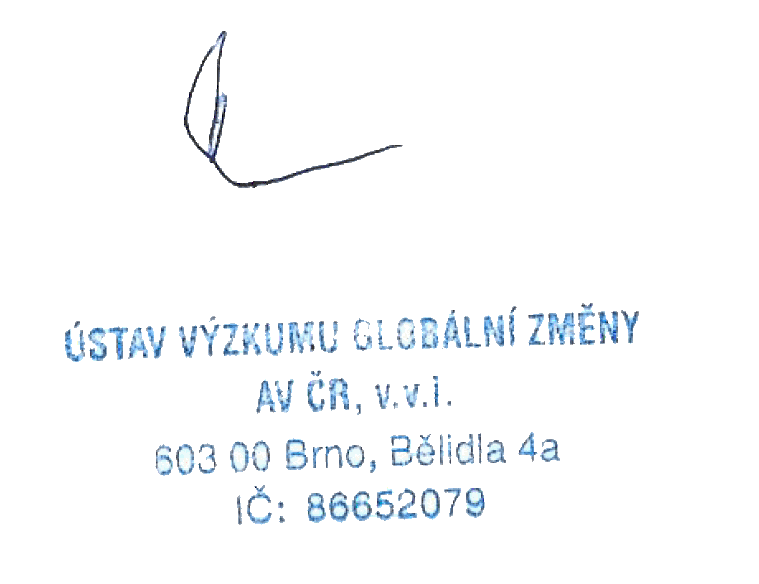 ÚSTAV VÝZKUMU GLOBÁLNÍ ZMĚNY
AV ČR, v.v.i.
603 00 Brno, Bělidla 4a
IČ: 86652079